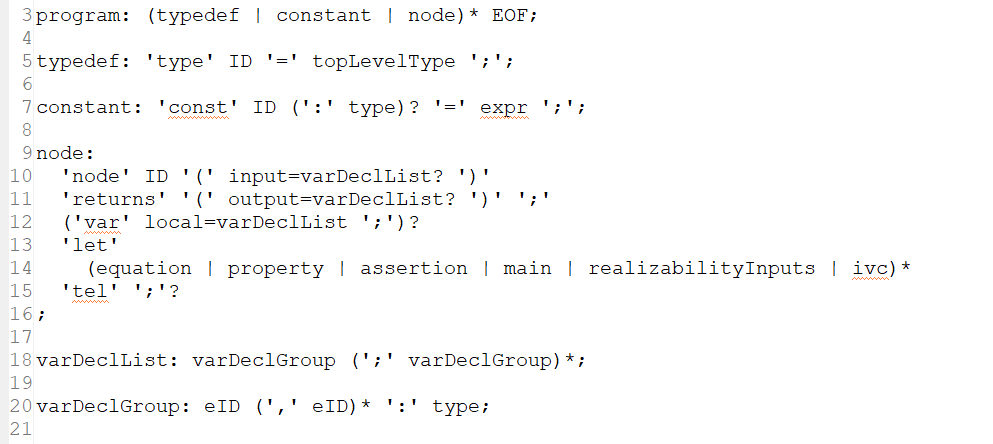 3 program: (typedef | constant | node)* EOF;
4
5 typedef: 'type' ID '=' topLevelType ';';
6
7 constant: 'const' ID (':' type)? '=' expr ';';
8
9 node:
10   'node' ID '(' input=varDeclList? ')'
11   'returns' '(' output=varDeclList? ')' ';'
12   ('var' local=varDeclList ';')?
13   'let'
14     (equation | property | assertion | main | realizabilityInputs | ivc)*
15   'tel' ';'?
16 ;
17
18 varDeclList: varDeclGroup (';' varDeclGroup)*;
19
20 varDeclGroup: eID (',' eID)* ':' type;
21